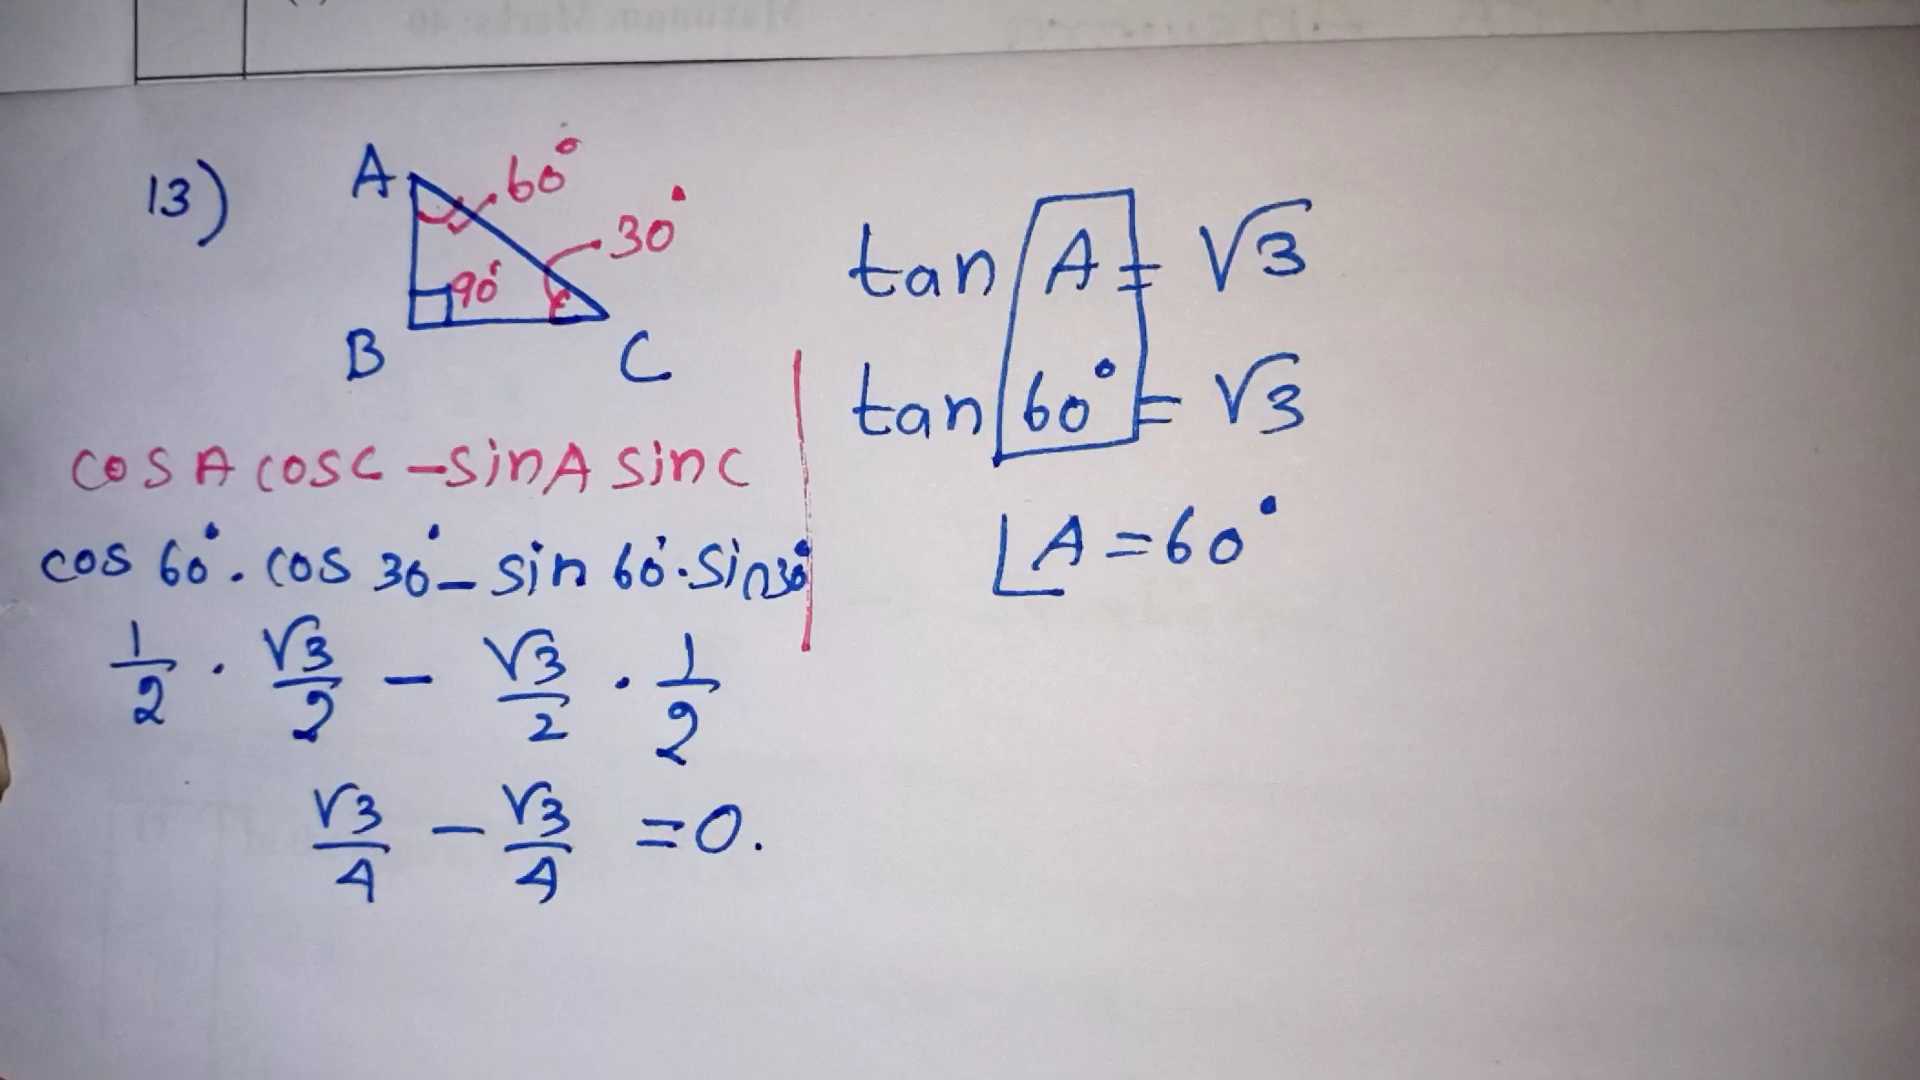 13)
A
60°
30°
90°
B
C
cos A cos C - sin A sin C
cos 60° . cos 30° - sin 60° . sin 30°
1/2 . √3/2 - √3/2 . 1/2
√3/4 - √3/4 = 0.
tan A = √3
tan 60° = √3
∠A = 60°